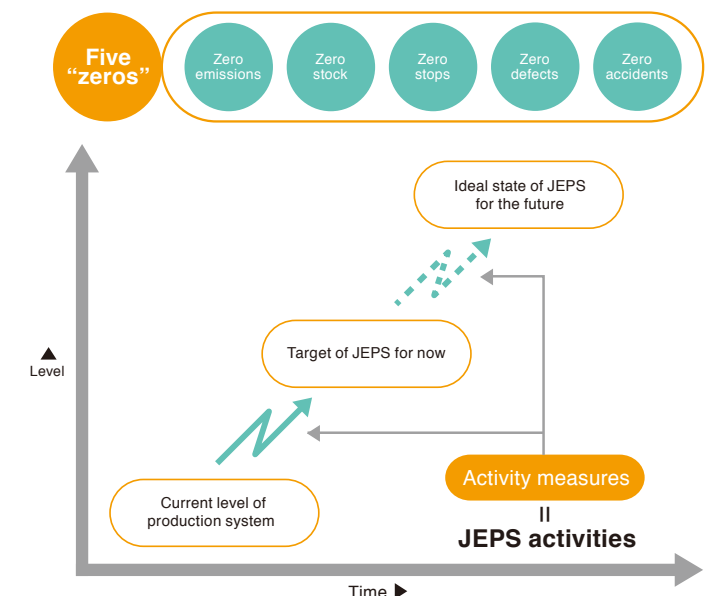 Five
“zeros”
Zero
emissions
Zero
stock
Zero
stops
Zero
defects
Zero
accidents
Ideal state of JEPS
for the future
Target of JEPS for now
▲
Level
Current level of
production system
Activity measures
=
JEPS activities
Time ▶